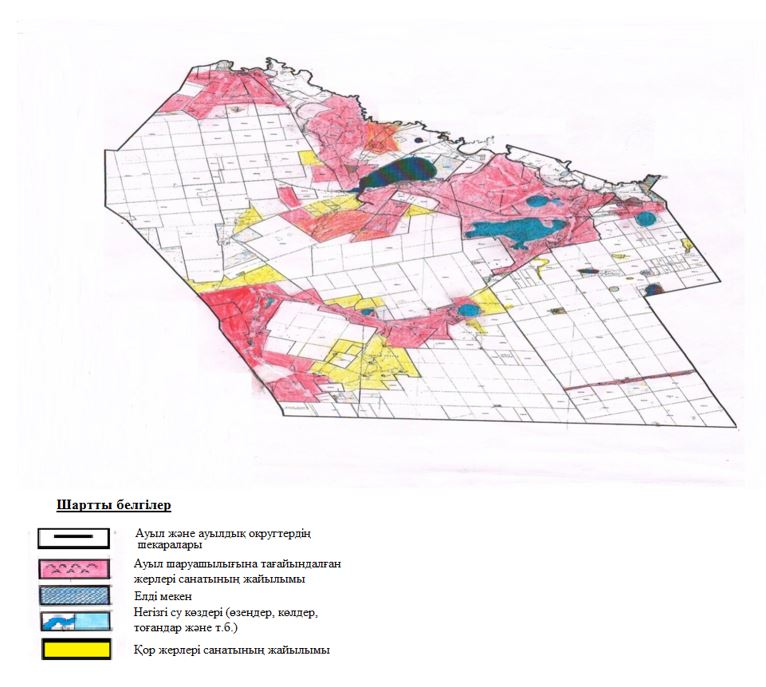 Шартты белгілер
Ауыл және ауылдық округтердің
шекаралары
Ауыл шаруашылығына тағайындалған
жерлері санатының жайылымы
Елді мекен
Негізгі су көздері (өзендер, көлдер,
тоғандар және т.б.)
Қор жерлері санатының жайылымы